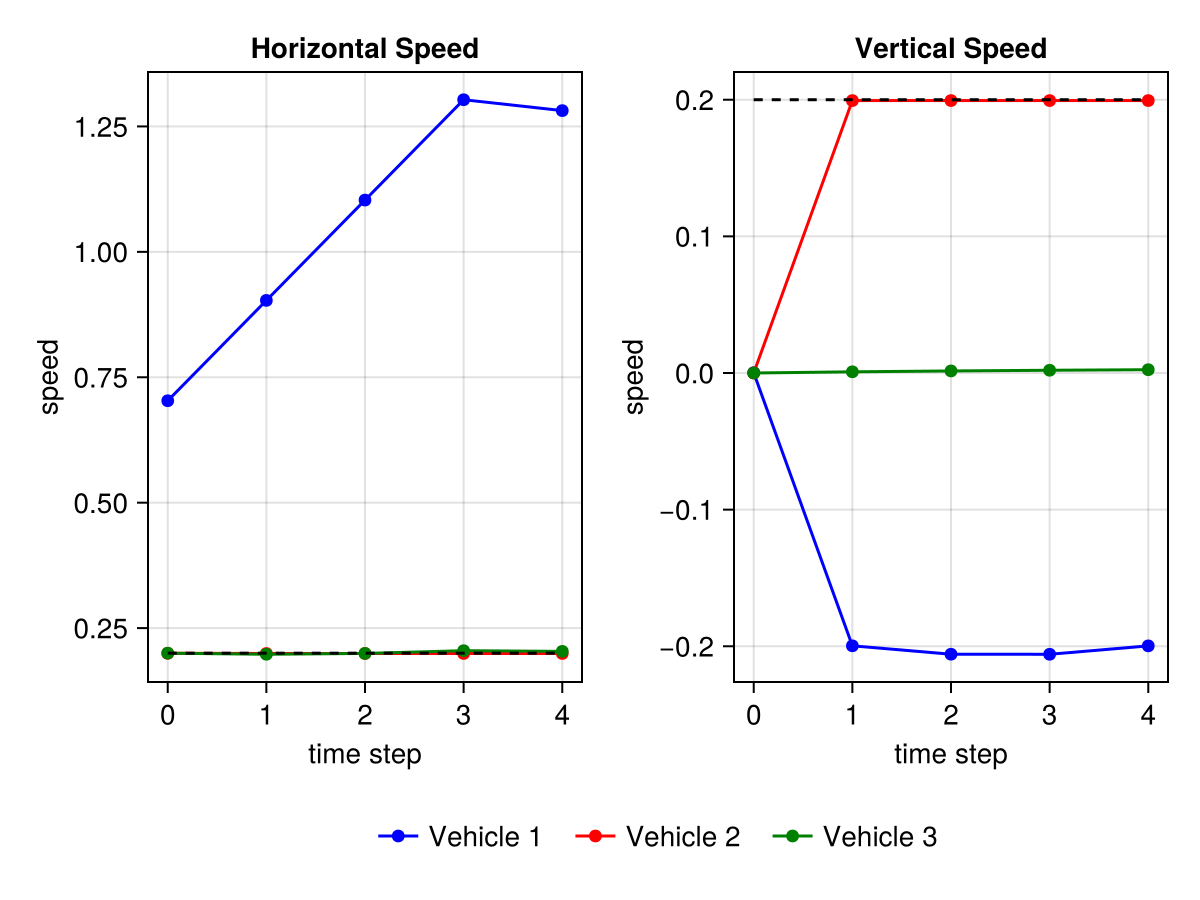 Horizontal Speed
speed
1.25
1.00
0.75
0.50
0.25
0 1 2 3 4
time step
Vertical Speed
speed
0.2
0.1
0.0
−0.1
−0.2
0 1 2 3 4
time step
Vehicle 1 Vehicle 2 Vehicle 3